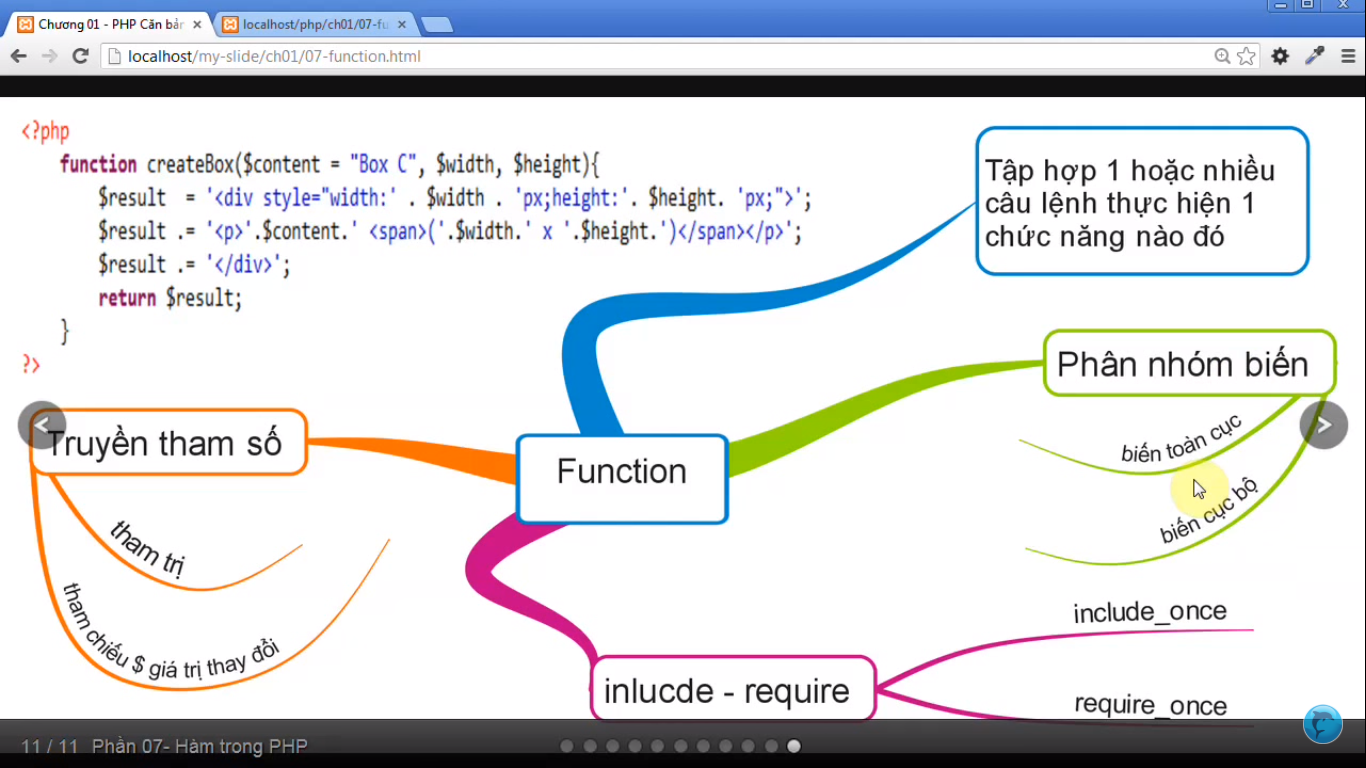 Chương 01 - PHP Căn bản
localhost/php/ch01/07-fu
localhost/my-slide/ch01/07-function.html
<?php
function createBox($content = "Box C", $width, $height){
$result = '<div style="width:' . $width . 'px;height:'. $height. 'px;">';
$result .= '<p>'.$content.' <span>('.$width.' x '.$height.')</span></p>';
$result .= '</div>';
return $result;
}
?>
Tập hợp 1 hoặc nhiều
câu lệnh thực hiện 1
chức năng nào đó
Phân nhóm biến
biến toàn cục
biến cục bộ
Truyền tham số
tham trị
tham chiếu $ giá trị thay đổi
Function
inlucde - require
include_once
require_once
11 / 11 Phần 07- Hàm trong PHP